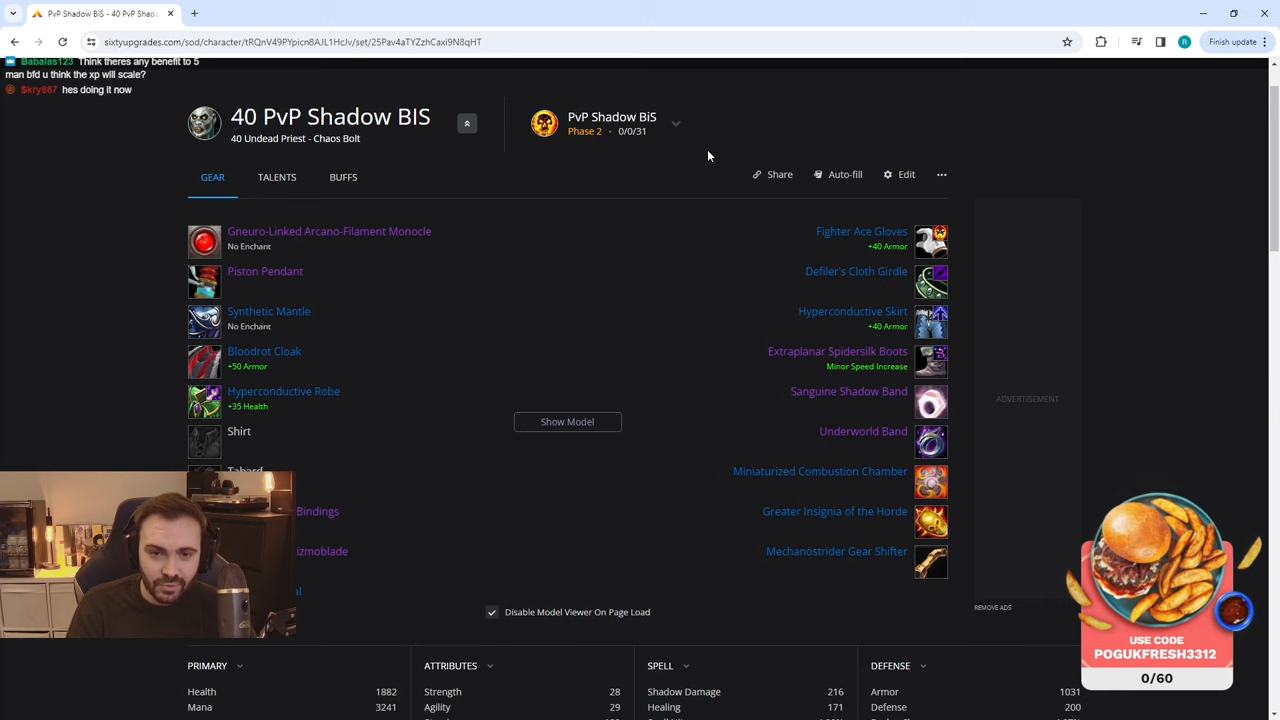 PvP Shadow BiS - 40 PvP Shado
sixtyupgrades.com/sod/character/tRQnV49PYpicn8AJL1HcJv/set/25Pav4aTYZzhCaxi9N8qHT
Finish update
Babalas123 Think theres any benefit to 5
man bfd u think the xp will scale?
Skry667 hes doing it now
40 PvP Shadow BIS
40 Undead Priest - Chaos Bolt
PvP Shadow BiS
Phase 2 · 0/0/31
GEAR
TALENTS
BUFFS
Share
Auto-fill
Edit
Gneuro-Linked Arcano-Filament Monocle
No Enchant
Piston Pendant
Synthetic Mantle
No Enchant
Bloodrot Cloak
+50 Armor
Hyperconductive Robe
+35 Health
Shirt
Tabard
Bindings
izmoblade
al
Show Model
Fighter Ace Gloves
+40 Armor
Defiler's Cloth Girdle
Hyperconductive Skirt
+40 Armor
Extraplanar Spidersilk Boots
Minor Speed Increase
Sanguine Shadow Band
Underworld Band
Miniaturized Combustion Chamber
Greater Insignia of the Horde
Mechanostrider Gear Shifter
Disable Model Viewer On Page Load
ADVERTISEMENT
REMOVE ADS
USE CODE
POGUKFRESH3312
0/60
PRIMARY
Health 1882
Mana 3241
ATTRIBUTES
Strength 28
Agility 29
SPELL
Shadow Damage 216
Healing 171
DEFENSE
Armor 1031
Defense 200